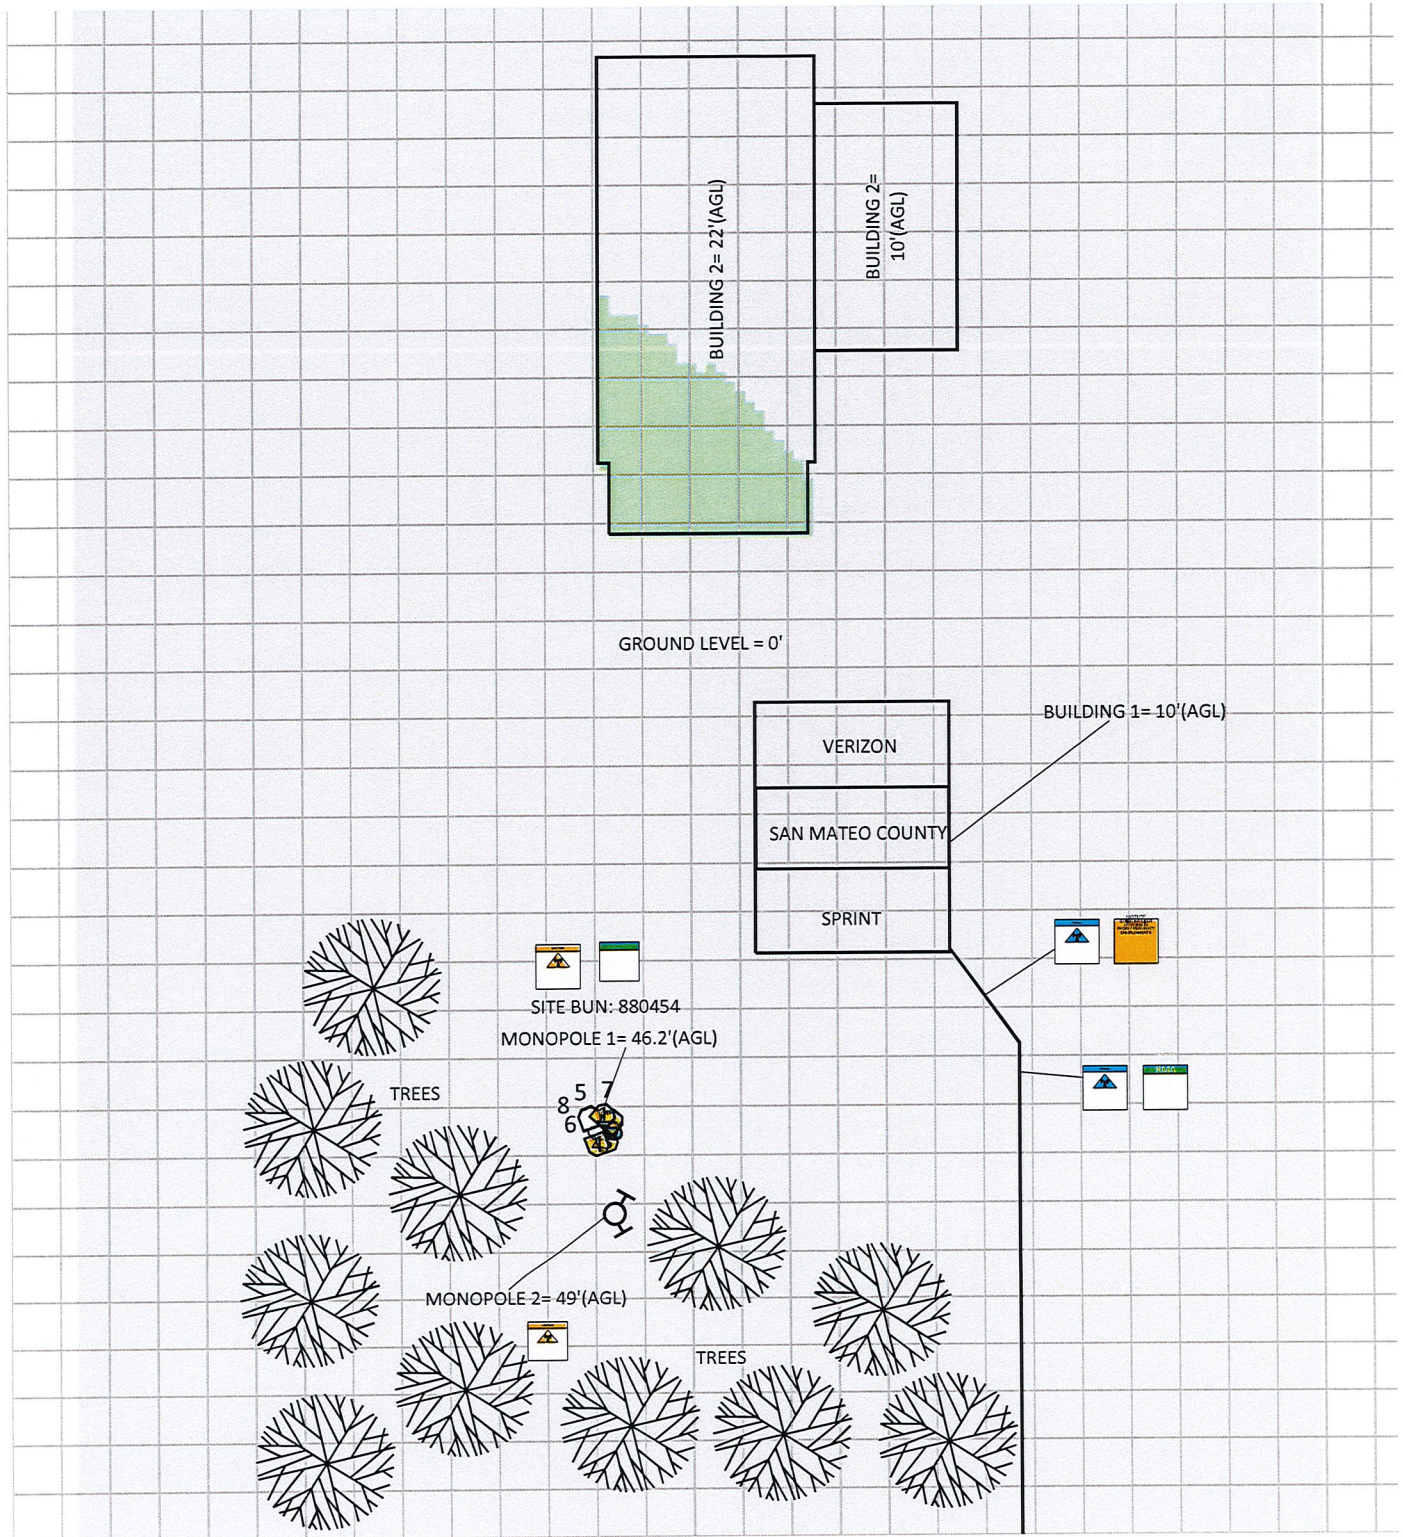 BUILDING 2= 22'(AGL)
BUILDING 2=
10'(AGL)
GROUND LEVEL = 0'
BUILDING 1= 10'(AGL)
VERIZON
SAN MATEO COUNTY
SPRINT
SITE BUN: 880454
MONOPOLE 1= 46.2'(AGL)
TREES
5 7
8
6
4
MONOPOLE 2= 49'(AGL)
TREES